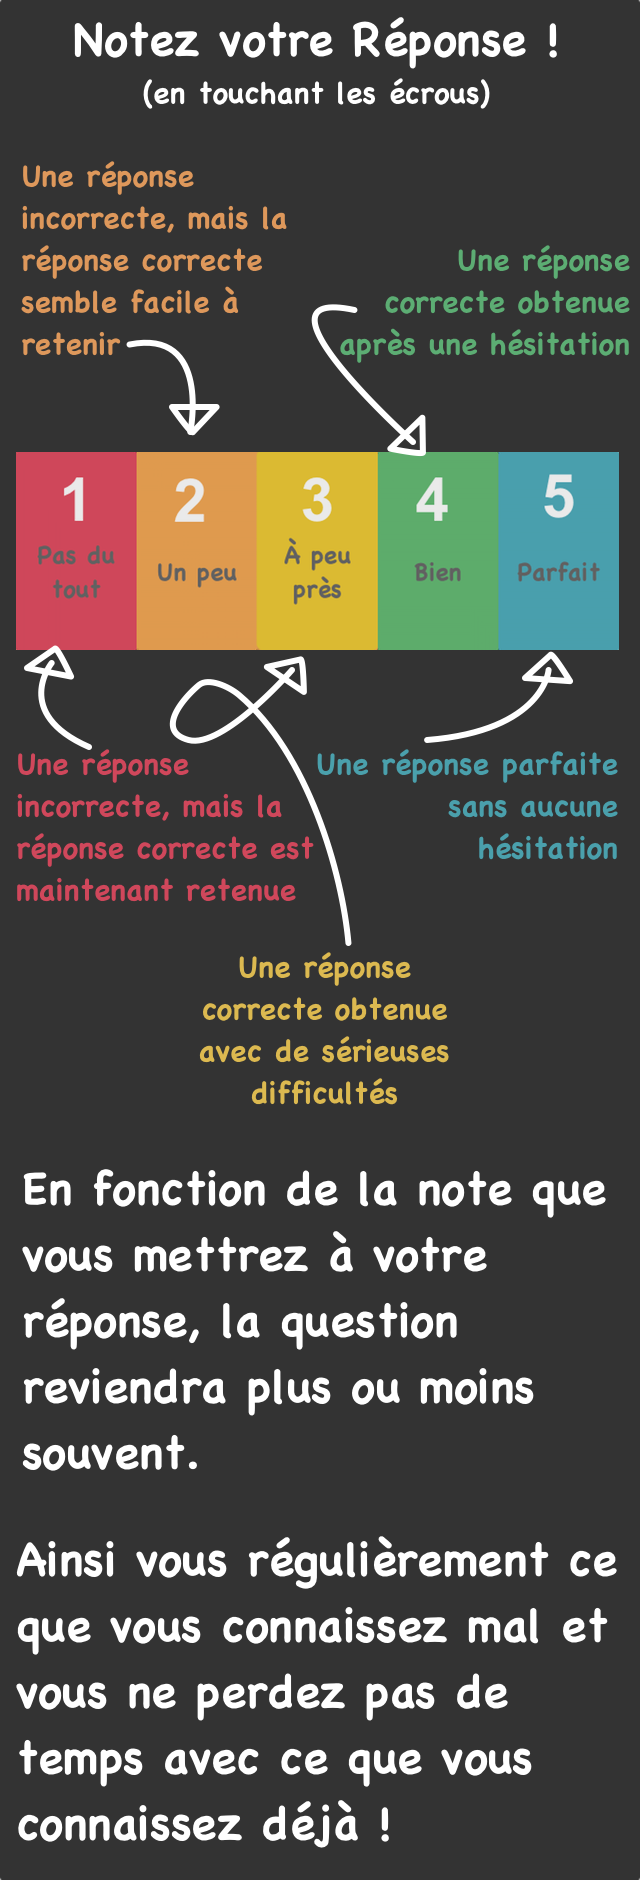 Notez votre Réponse !
(en touchant les écrous)
Une réponse
incorrecte, mais la
réponse correcte
semble facile à
retenir
Une réponse
correcte obtenue
après une hésitation
1
Pas du
tout
2
Un peu
3
À peu
près
4
Bien
5
Parfait
Une réponse
incorrecte, mais la
réponse correcte est
maintenant retenue
Une réponse parfaite
sans aucune
hésitation
Une réponse
correcte obtenue
avec de sérieuses
difficultés
En fonction de la note que
vous mettrez à votre
réponse, la question
reviendra plus ou moins
souvent.
Ainsi vous régulièrement ce
que vous connaissez mal et
vous ne perdez pas de
temps avec ce que vous
connaissez déjà !